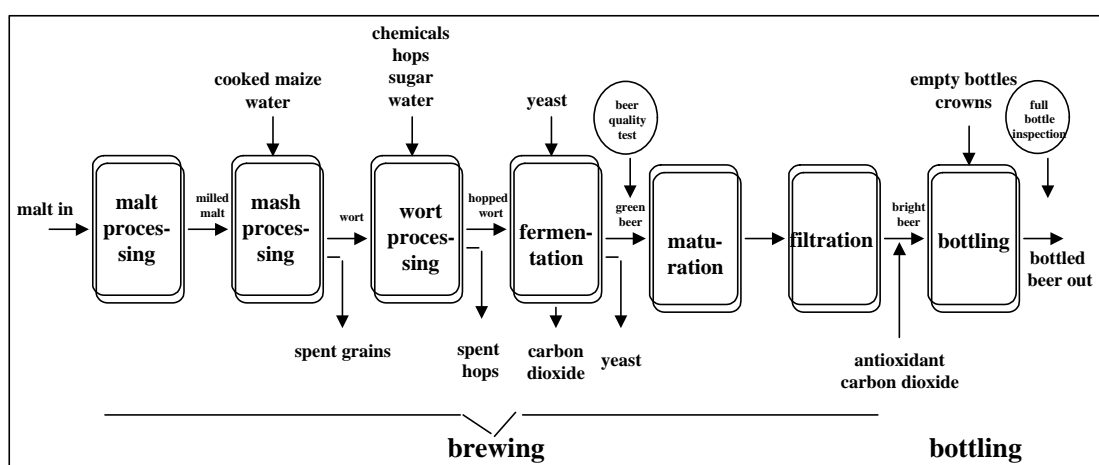 chemicals
hops
sugar
water
cooked maize
water
yeast
beer
quality
test
empty bottles
crowns
full
bottle
inspection
malt in
malt
proces-
sing
milled
malt
mash
proces-
sing
wort
wort
proces-
sing
hopped
wort
fermen-
tation
green
beer
matu-
ration
filtration
bright
beer
bottling
bottled
beer out
spent grains
spent
hops
carbon
dioxide
yeast
antioxidant
carbon dioxide
brewing
bottling